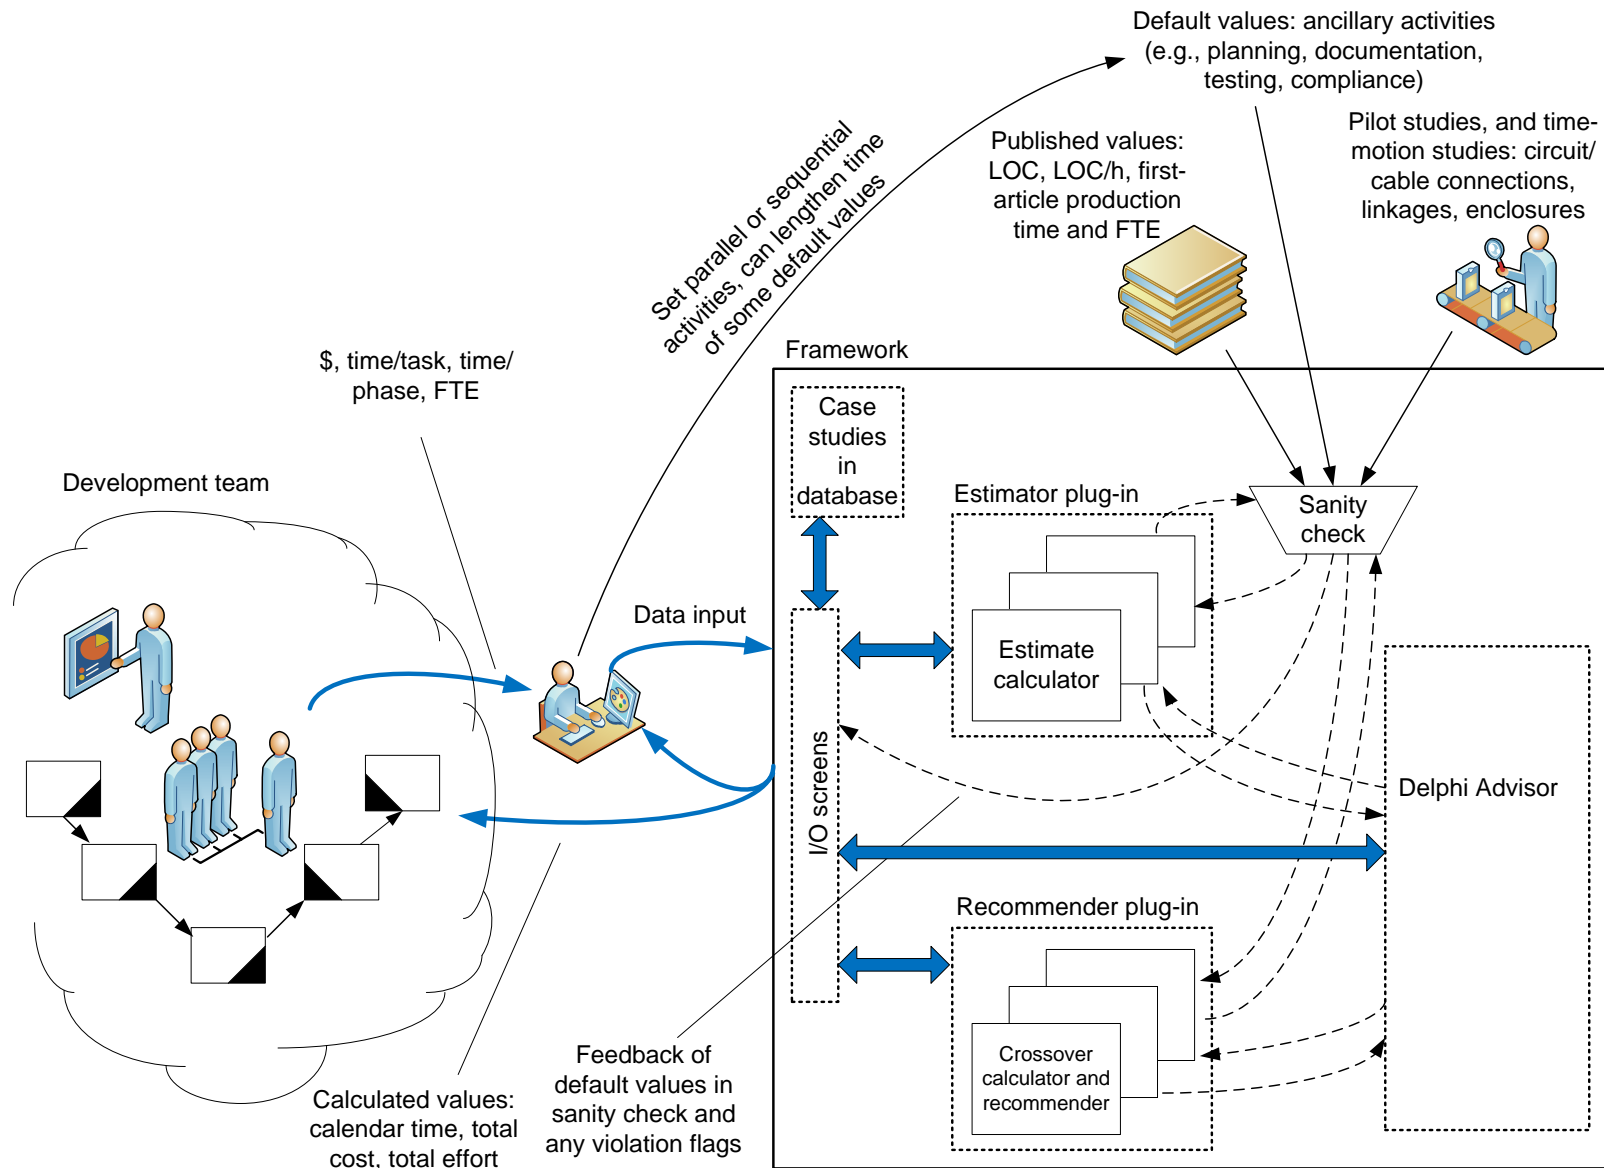 Default values: ancillary activities
(e.g., planning, documentation,
testing, compliance)
Published values:
LOC, LOC/h, first-
article production
time and FTE
Pilot studies, and time-
motion studies: circuit/
cable connections,
linkages, enclosures
Set parallel or sequential
activities, can lengthen time
of some default values
$, time/task, time/
phase, FTE
Framework
Case
studies
in
database
Development team
Estimator plug-in
Sanity
check
Data input
Estimate
calculator
I/O screens
Delphi Advisor
Recommender plug-in
Crossover
calculator and
recommender
Calculated values:
calendar time, total
cost, total effort
Feedback of
default values in
sanity check and
any violation flags